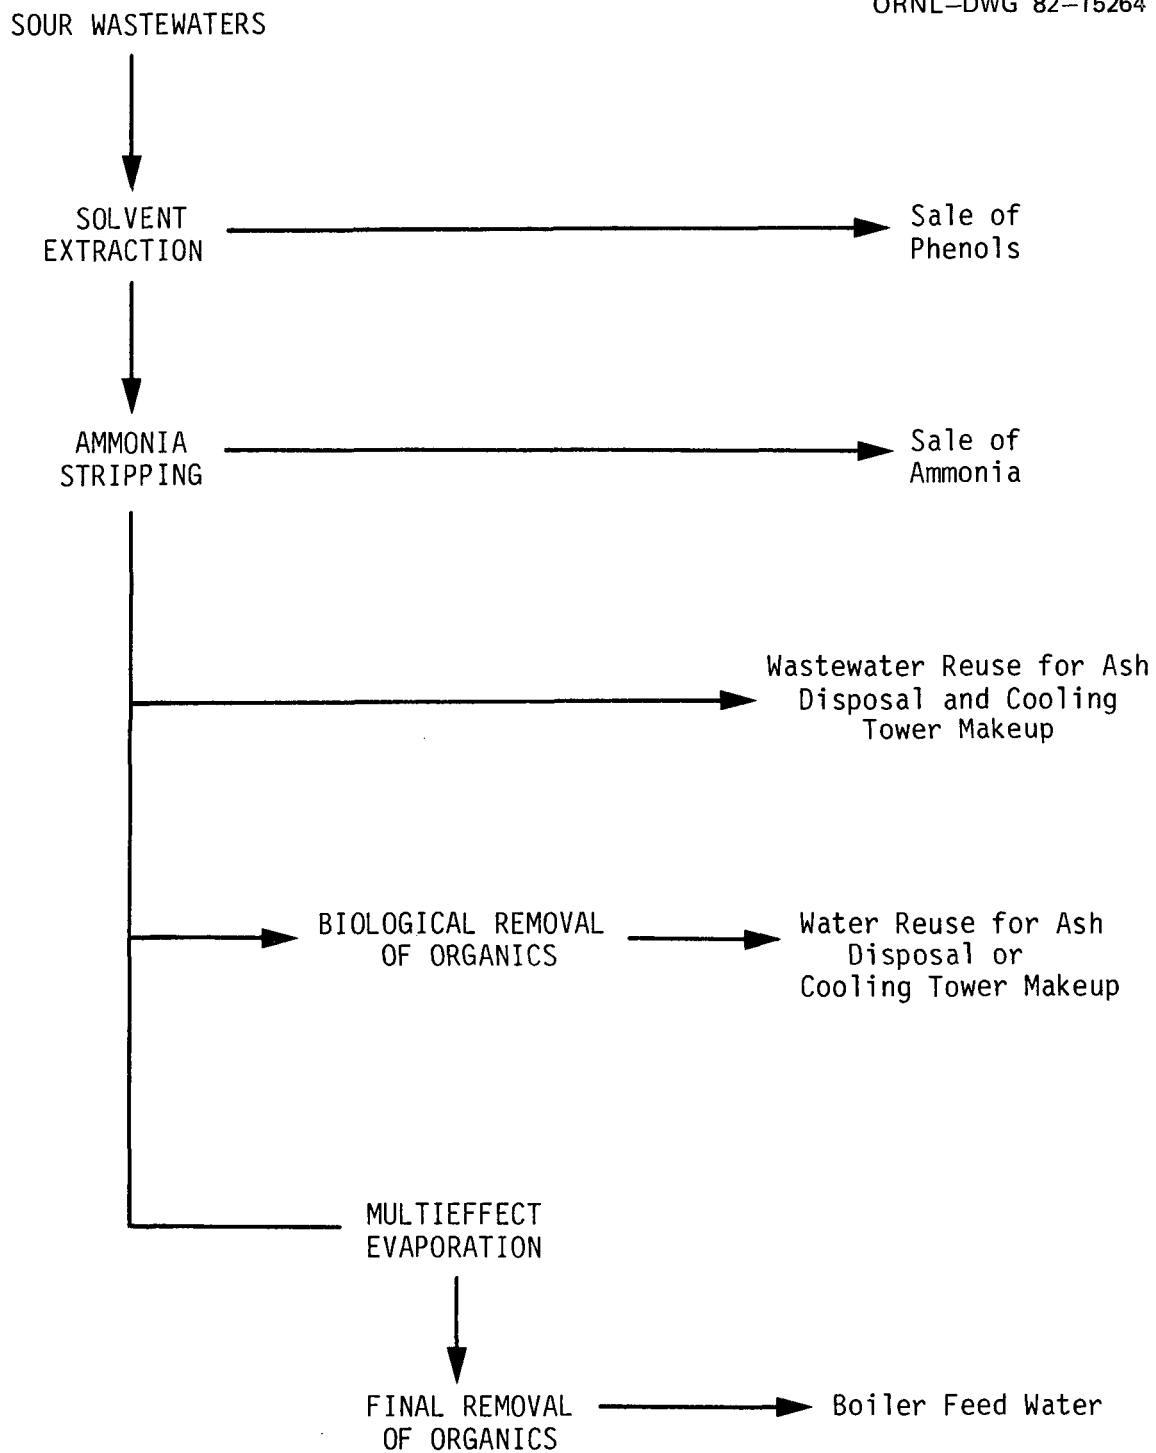 ORNL–DWG 82–15264
SOUR WASTEWATERS
SOLVENT
EXTRACTION
Sale of
Phenols
AMMONIA
STRIPPING
Sale of
Ammonia
Wastewater Reuse for Ash
Disposal and Cooling
Tower Makeup
BIOLOGICAL REMOVAL
OF ORGANICS
Water Reuse for Ash
Disposal or
Cooling Tower Makeup
MULTIEFFECT
EVAPORATION
FINAL REMOVAL
OF ORGANICS
Boiler Feed Water